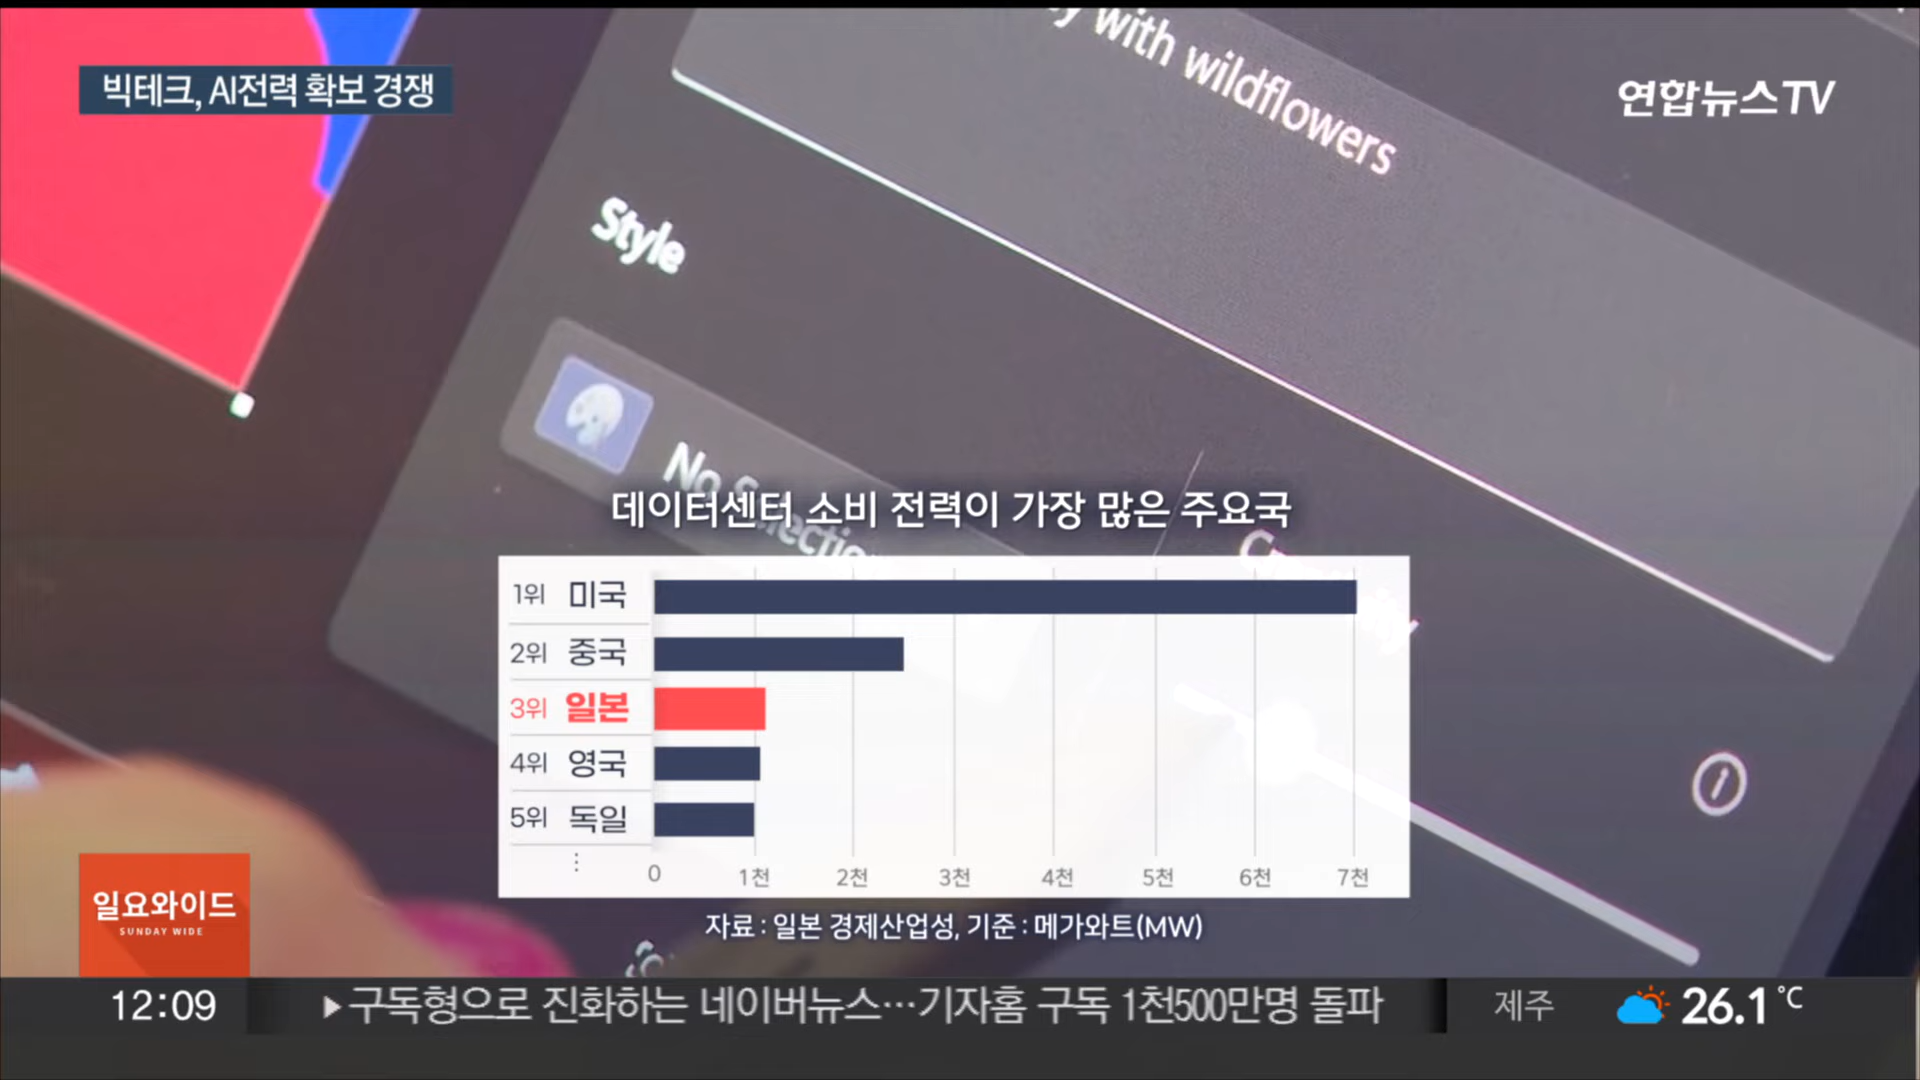 y with wildflowers
빅테크, AI전력 확보 경쟁
연합뉴스TV
Style
No Selection
데이터센터 소비 전력이 가장 많은 주요국
1위 미국
2위 중국
3위 일본
4위 영국
5위 독일
⋮
0 1천 2천 3천 4천 5천 6천 7천
자료 : 일본 경제산업성, 기준 : 메가와트(MW)
일요와이드
SUNDAY WIDE
12:09
▶구독형으로 진화하는 네이버뉴스…기자홈 구독 1천500만명 돌파
제주
26.1℃